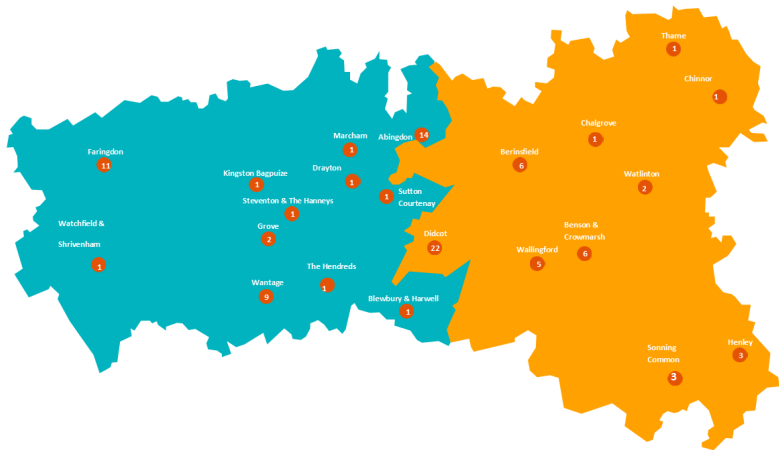 Thame
1
Chinnor
1
Chalgrove
1
Marcham
1
Abingdon
14
Berinsfield
6
Faringdon
11
Drayton
1
Kingston Bagpuize
1
Watlinton
2
Sutton
Courtenay
1
Steventon & The Hanneys
1
Watchfield &
Shrivenham
1
Grove
2
Didcot
22
Benson &
Crowmarsh
6
Wallingford
5
The Hendreds
1
Wantage
9
Blewbury & Harwell
1
Henley
3
Sonning
Common
3